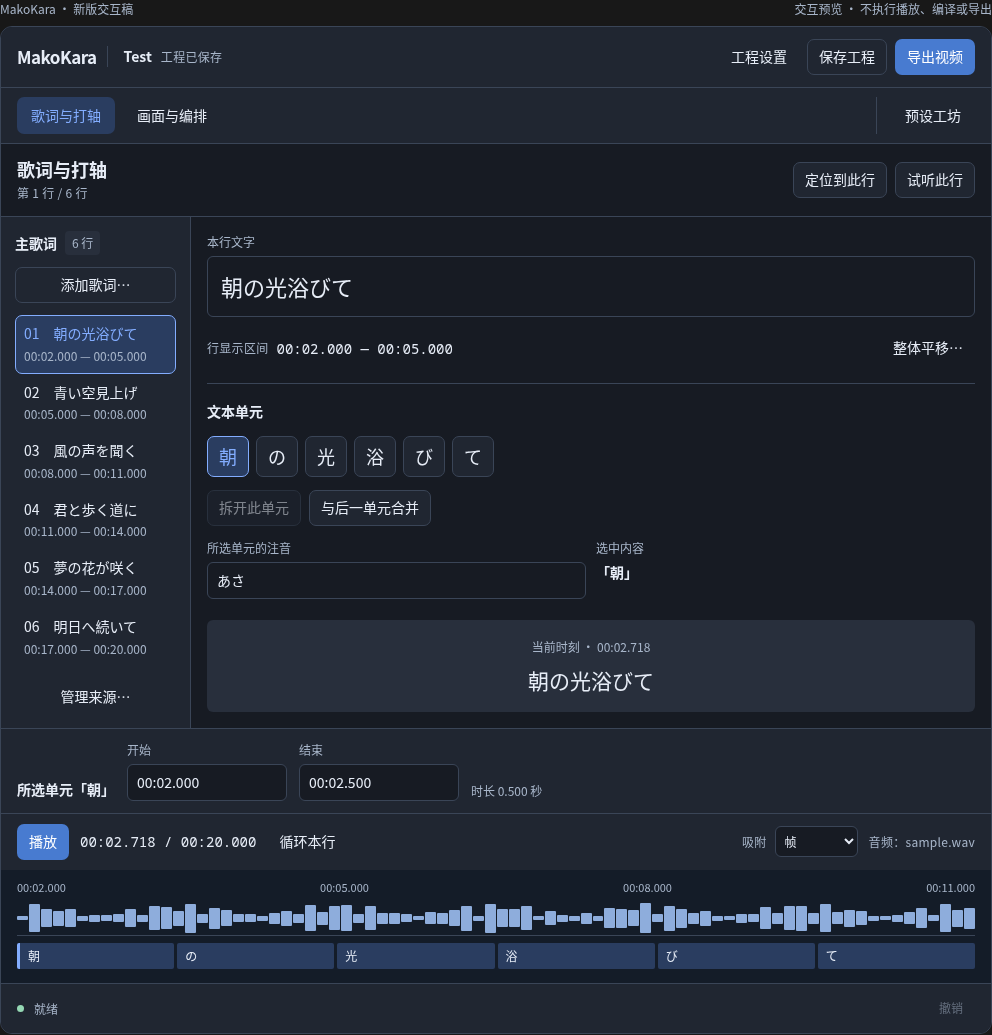 MakoKara • 新版交互稿
交互预览 • 不执行播放、编译或导出
MakoKara
Test 工程已保存
工程设置
保存工程
导出视频
歌词与打轴
画面与编排
预设工坊
歌词与打轴
第 1 行 / 6 行
定位到此行
试听此行
主歌词 6 行
添加歌词…
01 朝の光浴びて
00:02.000 — 00:05.000
02 青い空見上げ
00:05.000 — 00:08.000
03 風の声を聞く
00:08.000 — 00:11.000
04 君と歩く道に
00:11.000 — 00:14.000
05 夢の花が咲く
00:14.000 — 00:17.000
06 明日へ続いて
00:17.000 — 00:20.000
管理来源…
本行文字
朝の光浴びて
行显示区间 00:02.000 — 00:05.000
整体平移…
文本单元
朝 の 光 浴 び て
拆开此单元
与后一单元合并
所选单元的注音
あさ
选中内容
「朝」
当前时刻 • 00:02.718
朝の光浴びて
所选单元「朝」
开始
00:02.000
结束
00:02.500
时长 0.500 秒
播放
00:02.718 / 00:20.000
循环本行
吸附
帧
音频：sample.wav
00:02.000 00:05.000 00:08.000 00:11.000
朝 の 光 浴 び て
就绪
撤销